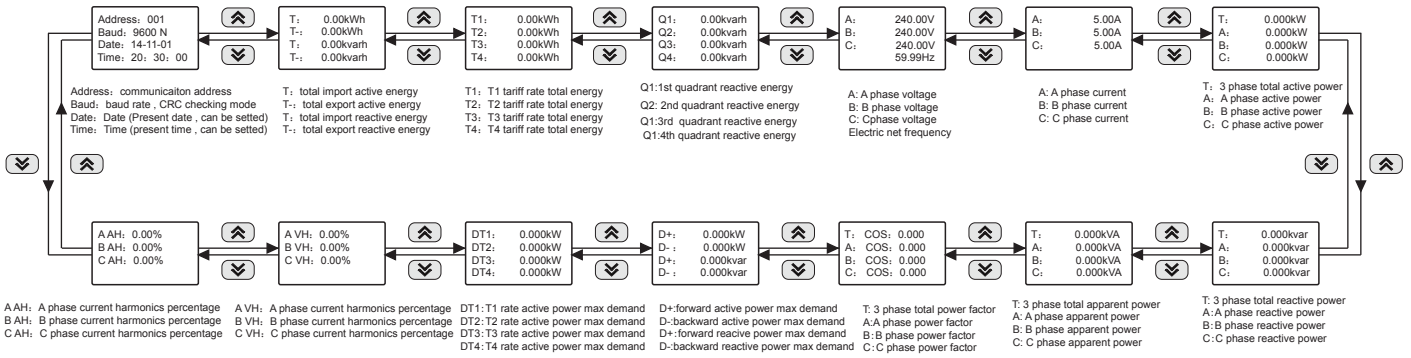 Address: 001
Baud: 9600 N
Date: 14-11-01
Time: 20: 30: 00
T: 0.00kWh
T-: 0.00kWh
T: 0.00kvarh
T-: 0.00kvarh
T1: 0.00kWh
T2: 0.00kWh
T3: 0.00kWh
T4: 0.00kWh
Q1: 0.00kvarh
Q2: 0.00kvarh
Q3: 0.00kvarh
Q4: 0.00kvarh
A: 240.00V
B: 240.00V
C: 240.00V
59.99Hz
A: 5.00A
B: 5.00A
C: 5.00A
T: 0.000kW
A: 0.000kW
B: 0.000kW
C: 0.000kW
Address: communicaiton address
Baud: baud rate , CRC checking mode
Date: Date (Present date , can be setted)
Time: Time (present time , can be setted)
T: total import active energy
T-: total export active energy
T: total import reactive energy
T-: total export reactive energy
T1: T1 tariff rate total energy
T2: T2 tariff rate total energy
T3: T3 tariff rate total energy
T4: T4 tariff rate total energy
Q1:1st quadrant reactive energy
Q2: 2nd quadrant reactive energy
Q1:3rd quadrant reactive energy
Q1:4th quadrant reactive energy
A: A phase voltage
B: B phase voltage
C: Cphase voltage
Electric net frequency
A: A phase current
B: B phase current
C: C phase current
T: 3 phase total active power
A: A phase active power
B: B phase active power
C: C phase active power
A AH: 0.00%
B AH: 0.00%
C AH: 0.00%
A VH: 0.00%
B VH: 0.00%
C VH: 0.00%
DT1: 0.000kW
DT2: 0.000kW
DT3: 0.000kW
DT4: 0.000kW
D+: 0.000kW
D- : 0.000kW
D+: 0.000kvar
D- : 0.000kvar
T: COS: 0.000
A: COS: 0.000
B: COS: 0.000
C: COS: 0.000
T: 0.000kVA
A: 0.000kVA
B: 0.000kVA
C: 0.000kVA
T: 0.000kvar
A: 0.000kvar
B: 0.000kvar
C: 0.000kvar
A AH: A phase current harmonics percentage
B AH: B phase current harmonics percentage
C AH: C phase current harmonics percentage
A VH: A phase current harmonics percentage
B VH: B phase current harmonics percentage
C VH: C phase current harmonics percentage
DT1: T1 rate active power max demand
DT2: T2 rate active power max demand
DT3: T3 rate active power max demand
DT4: T4 rate active power max demand
D+:forward active power max demand
D-:backward active power max demand
D+:forward reacive power max demand
D-:backward reactive power max demand
T: 3 phase total power factor
A:A phase power factor
B:B phase power factor
C:C phase power factor
T: 3 phase total apparent power
A: A phase apparent power
B: B phase apparent power
C: C phase apparent power
T: 3 phase total reactive power
A:A phase reactive power
B:B phase reactive power
C:C phase reactive power